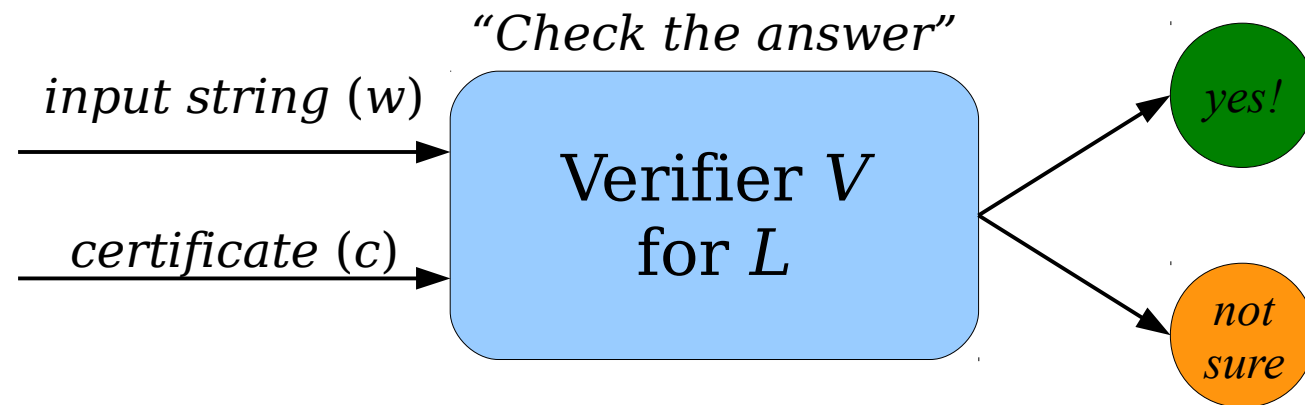 “Check the answer”
input string (w)
certificate (c)
Verifier V
for L
yes!
not
sure